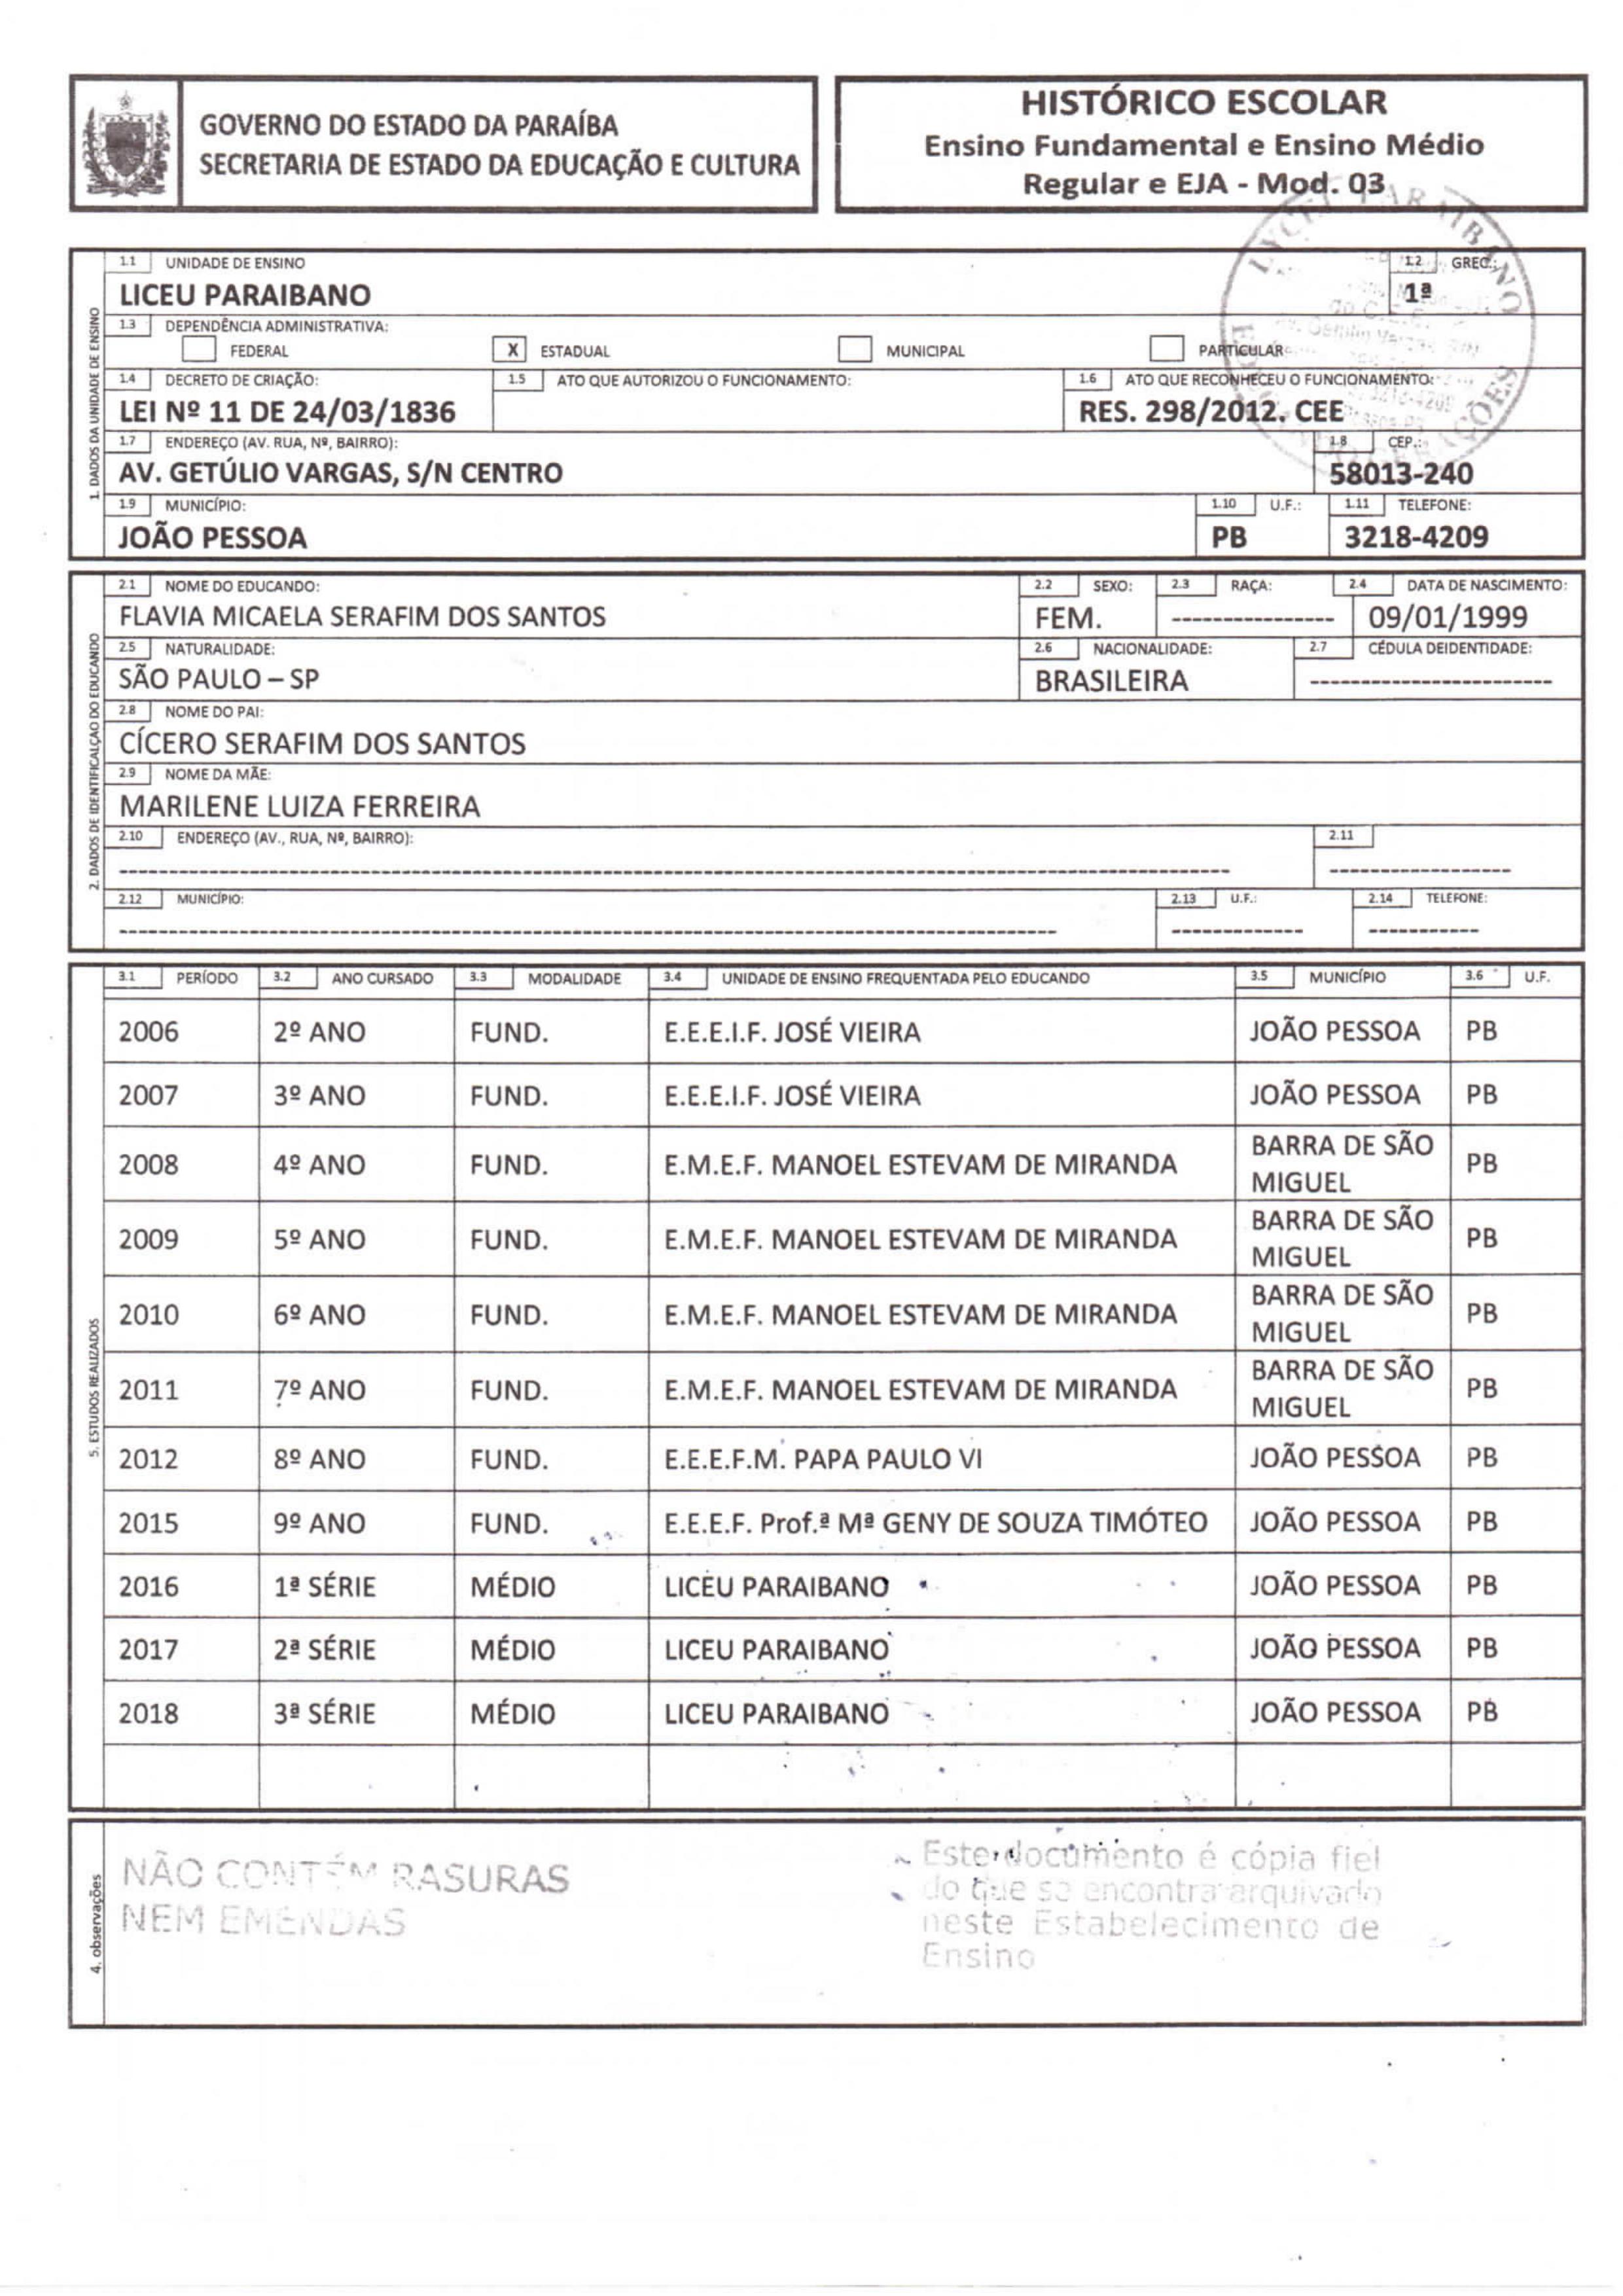 GOVERNO DO ESTADO DA PARAÍBA
SECRETARIA DE ESTADO DA EDUCAÇÃO E CULTURA
HISTÓRICO ESCOLAR
Ensino Fundamental e Ensino Médio
Regular e EJA - Mod. 03
LYCEU PARAIBANO
1. DADOS DA UNIDADE DE ENSINO
1.1 UNIDADE DE ENSINO 1.2 GREC.:
LICEU PARAIBANO 1ª
1.3 DEPENDÊNCIA ADMINISTRATIVA:
FEDERAL X ESTADUAL MUNICIPAL PARTICULAR
1.4 DECRETO DE CRIAÇÃO: 1.5 ATO QUE AUTORIZOU O FUNCIONAMENTO: 1.6 ATO QUE RECONHECEU O FUNCIONAMENTO:
LEI Nº 11 DE 24/03/1836 RES. 298/2012. CEE
1.7 ENDEREÇO (AV. RUA, Nº, BAIRRO): 1.8 CEP.:
AV. GETÚLIO VARGAS, S/N CENTRO 58013-240
1.9 MUNICÍPIO: 1.10 U.F.: 1.11 TELEFONE:
JOÃO PESSOA PB 3218-4209
2. DADOS DE IDENTIFICALÇAO DO EDUCANDO
2.1 NOME DO EDUCANDO: 2.2 SEXO: 2.3 RAÇA: 2.4 DATA DE NASCIMENTO:
FLAVIA MICAELA SERAFIM DOS SANTOS FEM. ---------------- 09/01/1999
2.5 NATURALIDADE: 2.6 NACIONALIDADE: 2.7 CÉDULA DEIDENTIDADE:
SÃO PAULO – SP BRASILEIRA ------------------------
2.8 NOME DO PAI:
CÍCERO SERAFIM DOS SANTOS
2.9 NOME DA MÃE:
MARILENE LUIZA FERREIRA
2.10 ENDEREÇO (AV., RUA, Nº, BAIRRO): 2.11
2.12 MUNICÍPIO: 2.13 U.F.: 2.14 TELEFONE:
5. ESTUDOS REALIZADOS
3.1 PERÍODO 3.2 ANO CURSADO 3.3 MODALIDADE 3.4 UNIDADE DE ENSINO FREQUENTADA PELO EDUCANDO 3.5 MUNICÍPIO 3.6 U.F.
2006 2º ANO FUND. E.E.E.I.F. JOSÉ VIEIRA JOÃO PESSOA PB
2007 3º ANO FUND. E.E.E.I.F. JOSÉ VIEIRA JOÃO PESSOA PB
2008 4º ANO FUND. E.M.E.F. MANOEL ESTEVAM DE MIRANDA BARRA DE SÃO MIGUEL PB
2009 5º ANO FUND. E.M.E.F. MANOEL ESTEVAM DE MIRANDA BARRA DE SÃO MIGUEL PB
2010 6º ANO FUND. E.M.E.F. MANOEL ESTEVAM DE MIRANDA BARRA DE SÃO MIGUEL PB
2011 7º ANO FUND. E.M.E.F. MANOEL ESTEVAM DE MIRANDA BARRA DE SÃO MIGUEL PB
2012 8º ANO FUND. E.E.E.F.M. PAPA PAULO VI JOÃO PESSOA PB
2015 9º ANO FUND. E.E.E.F. Prof.ª Mª GENY DE SOUZA TIMÓTEO JOÃO PESSOA PB
2016 1ª SÉRIE MÉDIO LICEU PARAIBANO JOÃO PESSOA PB
2017 2ª SÉRIE MÉDIO LICEU PARAIBANO JOÃO PESSOA PB
2018 3ª SÉRIE MÉDIO LICEU PARAIBANO JOÃO PESSOA PB
4. observações
NÃO CONTÉM RASURAS
NEM EMENDAS
Este documento é cópia fiel
do que se encontra arquivado
neste Estabelecimento de
Ensino